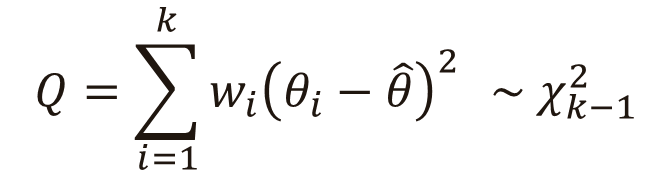 Q = \sum_{i=1}^{k} w_i(\theta_i - \hat{\theta})^2 \sim \chi^2_{k-1}